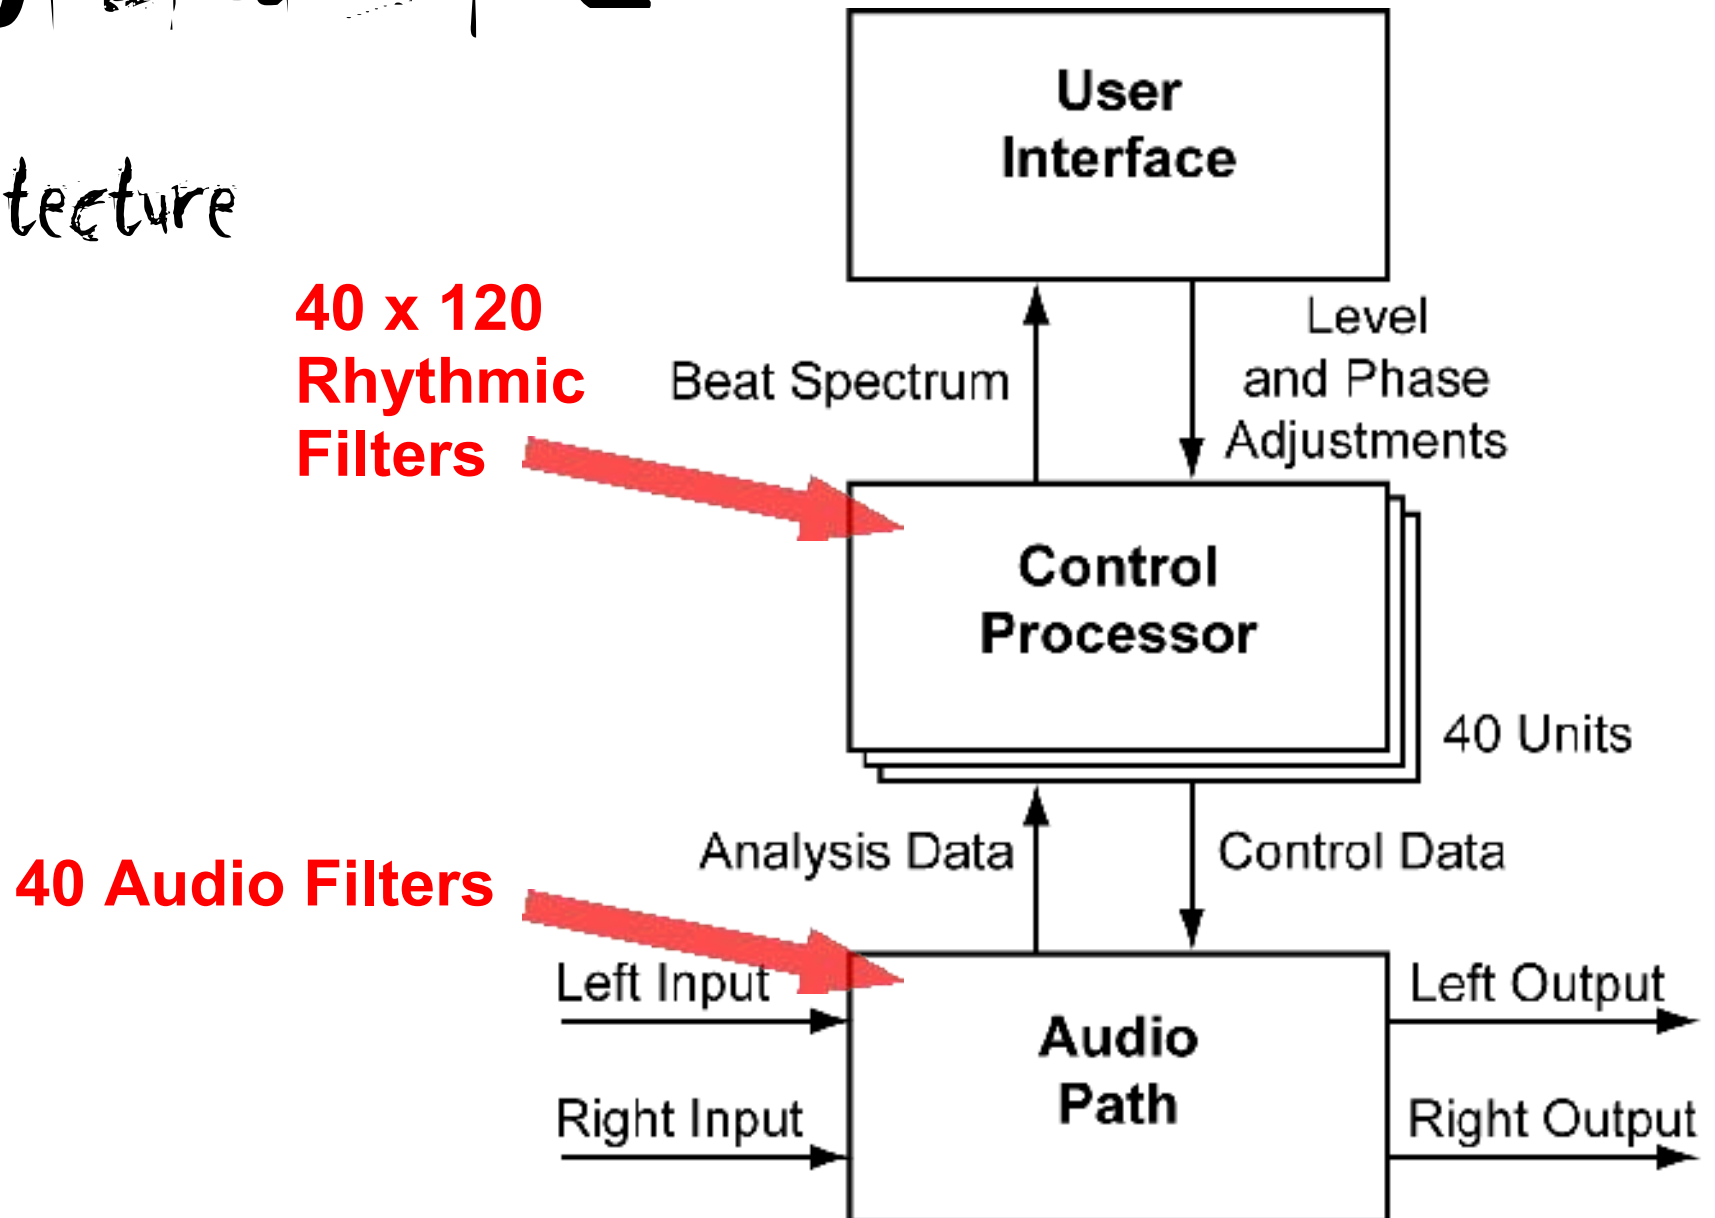 tecture
User
Interface
40 x 120
Rhythmic
Filters
Beat Spectrum
Level
and Phase
Adjustments
Control
Processor
40 Units
Analysis Data
Control Data
40 Audio Filters
Left Input
Left Output
Audio
Path
Right Input
Right Output